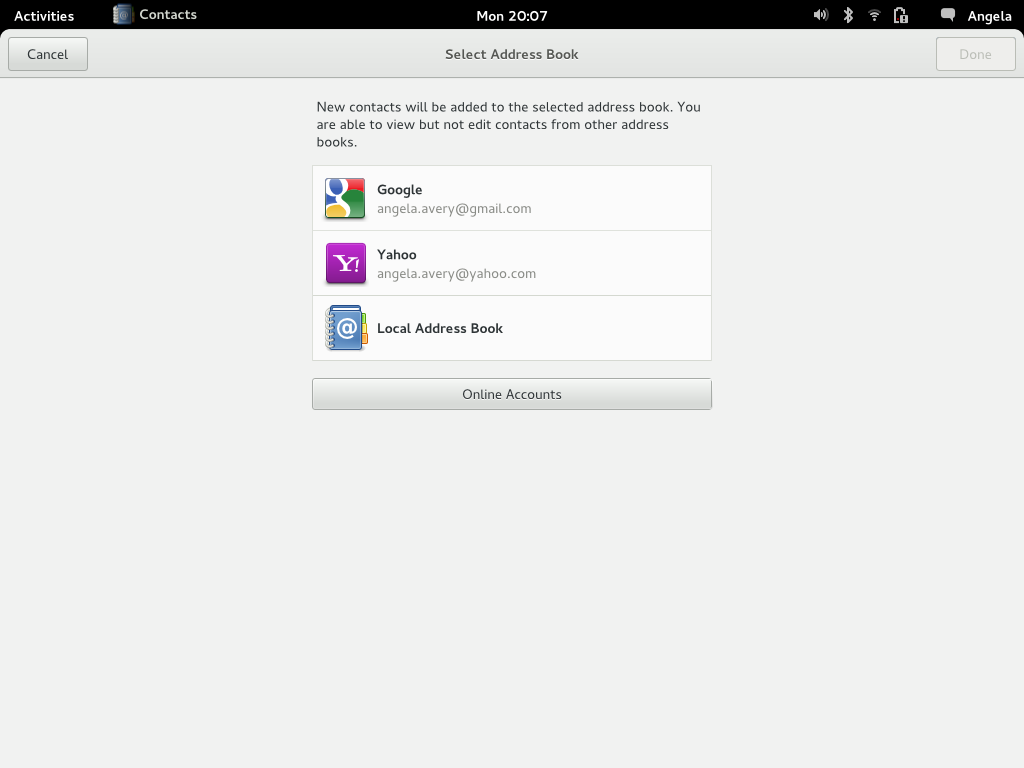 Activities Contacts Mon 20:07 Angela
Cancel Select Address Book Done
New contacts will be added to the selected address book. You
are able to view but not edit contacts from other address
books.
Google
angela.avery@gmail.com
Y!
Yahoo
angela.avery@yahoo.com
@
Local Address Book
Online Accounts